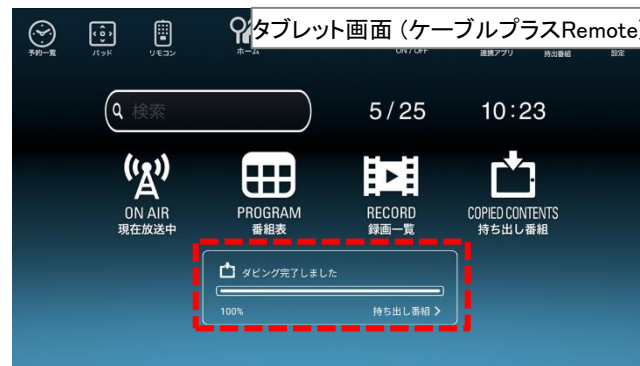 タブレット画面（ケーブルプラスRemote）
予約一覧
パッド
リモコン
ホーム
ON / OFF
連携アプリ
持出番組
設定
検索
5/25
10:23
ON AIR
現在放送中
PROGRAM
番組表
RECORD
録画一覧
COPIED CONTENTS
持ち出し番組
ダビング完了しました
100%
持ち出し番組 >